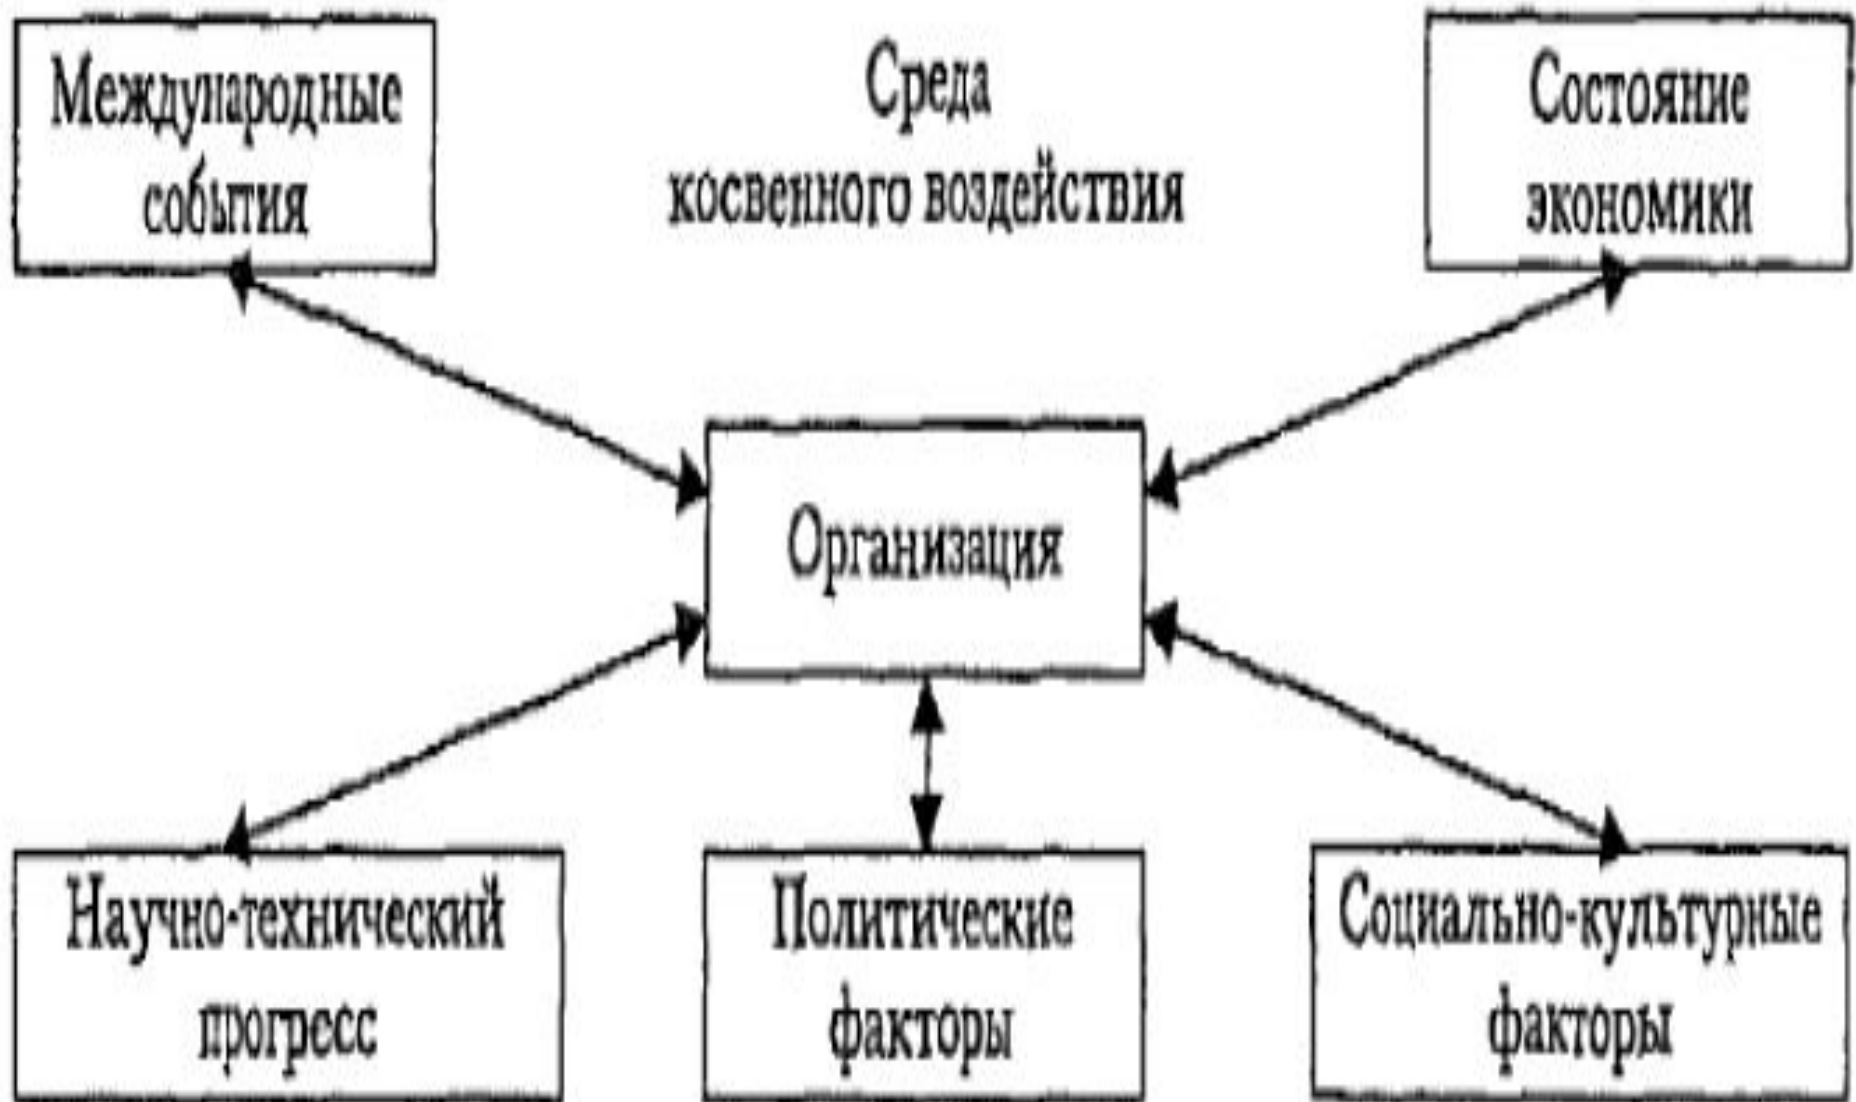 Международные
события
Среда
косвенного воздействия
Состояние
экономики
Организация
Научно-технический
прогресс
Политические
факторы
Социально-культурные
факторы